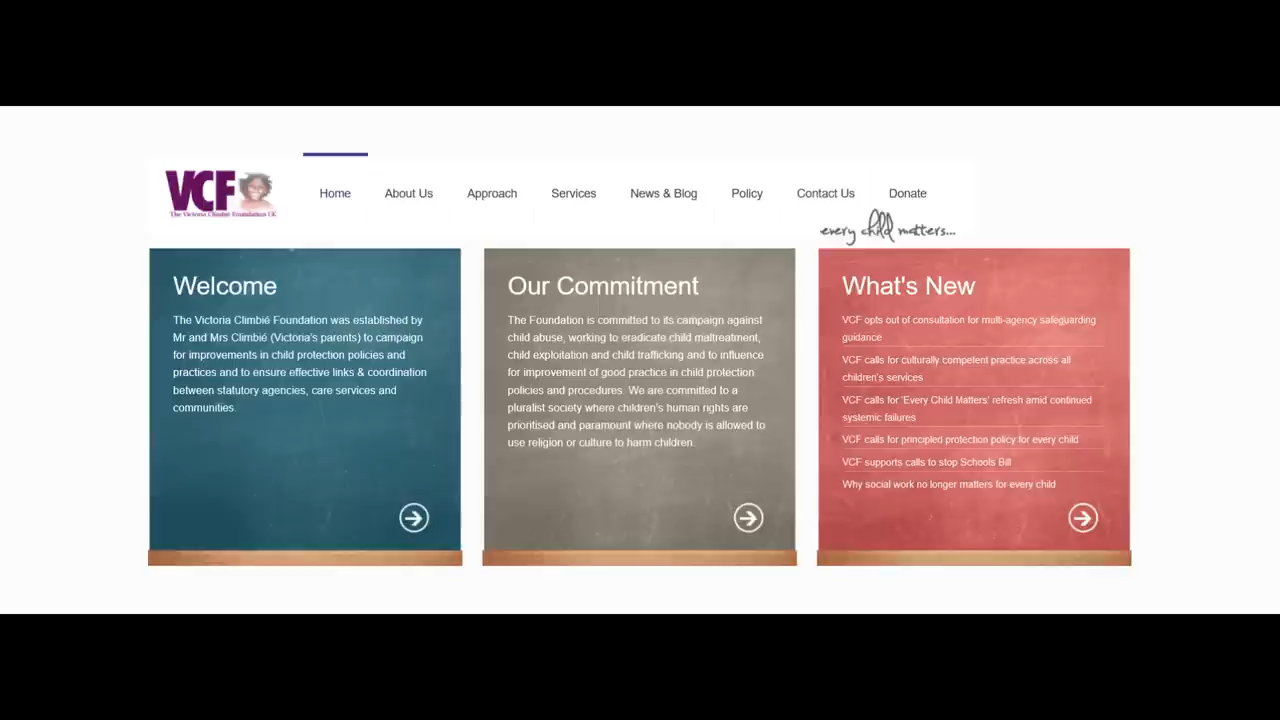 VCF
The Victoria Climbié Foundation UK
Home
About Us
Approach
Services
News & Blog
Policy
Contact Us
Donate
every child matters...
Welcome
The Victoria Climbié Foundation was established by
Mr and Mrs Climbié (Victoria's parents) to campaign
for improvements in child protection policies and
practices and to ensure effective links & coordination
between statutory agencies, care services and
communities.
Our Commitment
The Foundation is committed to its campaign against
child abuse, working to eradicate child maltreatment,
child exploitation and child trafficking and to influence
for improvement of good practice in child protection
policies and procedures. We are committed to a
pluralist society where children's human rights are
prioritised and paramount where nobody is allowed to
use religion or culture to harm children.
What's New
VCF opts out of consultation for multi-agency safeguarding
guidance
VCF calls for culturally competent practice across all
children's services
VCF calls for 'Every Child Matters' refresh amid continued
systemic failures
VCF calls for principled protection policy for every child
VCF supports calls to stop Schools Bill
Why social work no longer matters for every child